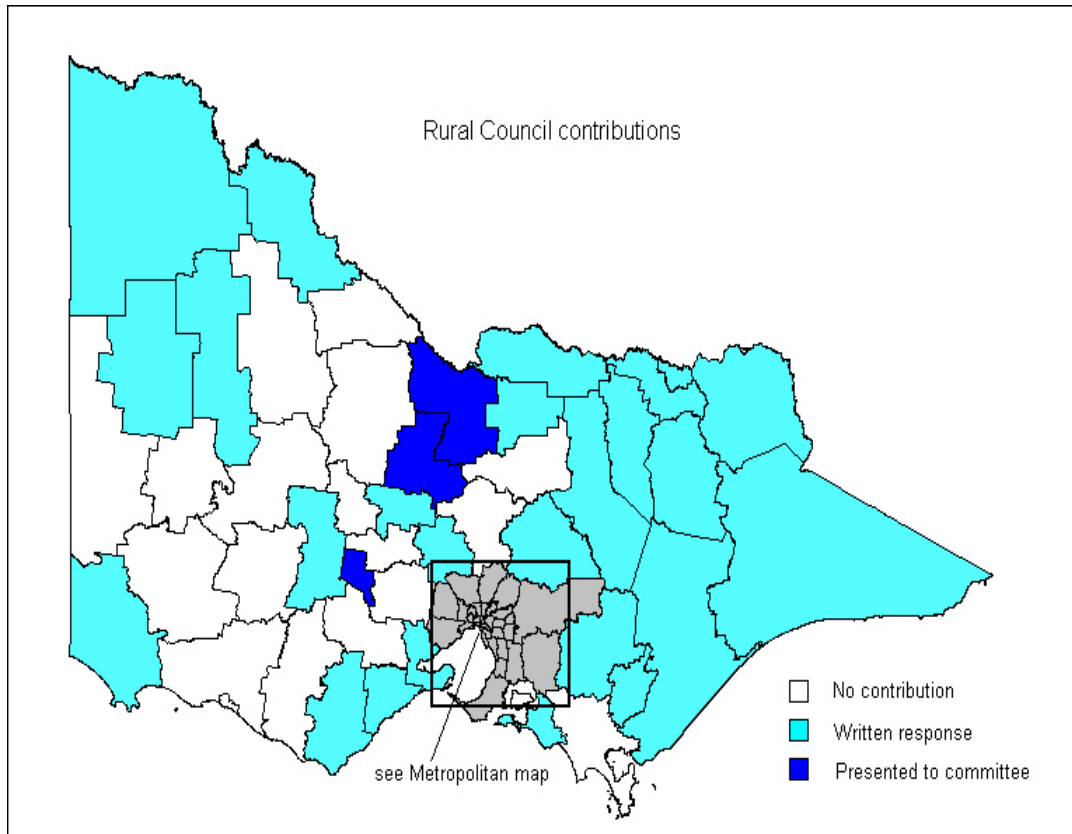 Rural Council contributions
No contribution
Written response
see Metropolitan map
Presented to committee